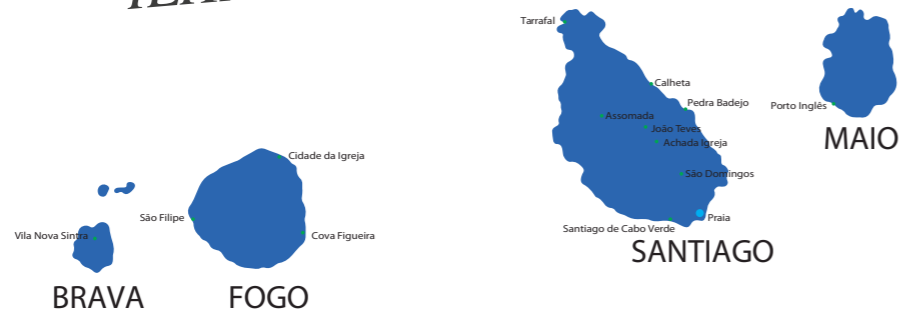 Tarrafal
Calheta
Pedra Badejo
Porto Inglês
Assomada
João Teves
MAIO
Achada Igreja
Cidade da Igreja
São Domingos
São Filipe
Praia
Santiago de Cabo Verde
Vila Nova Sintra
Cova Figueira
SANTIAGO
BRAVA
FOGO